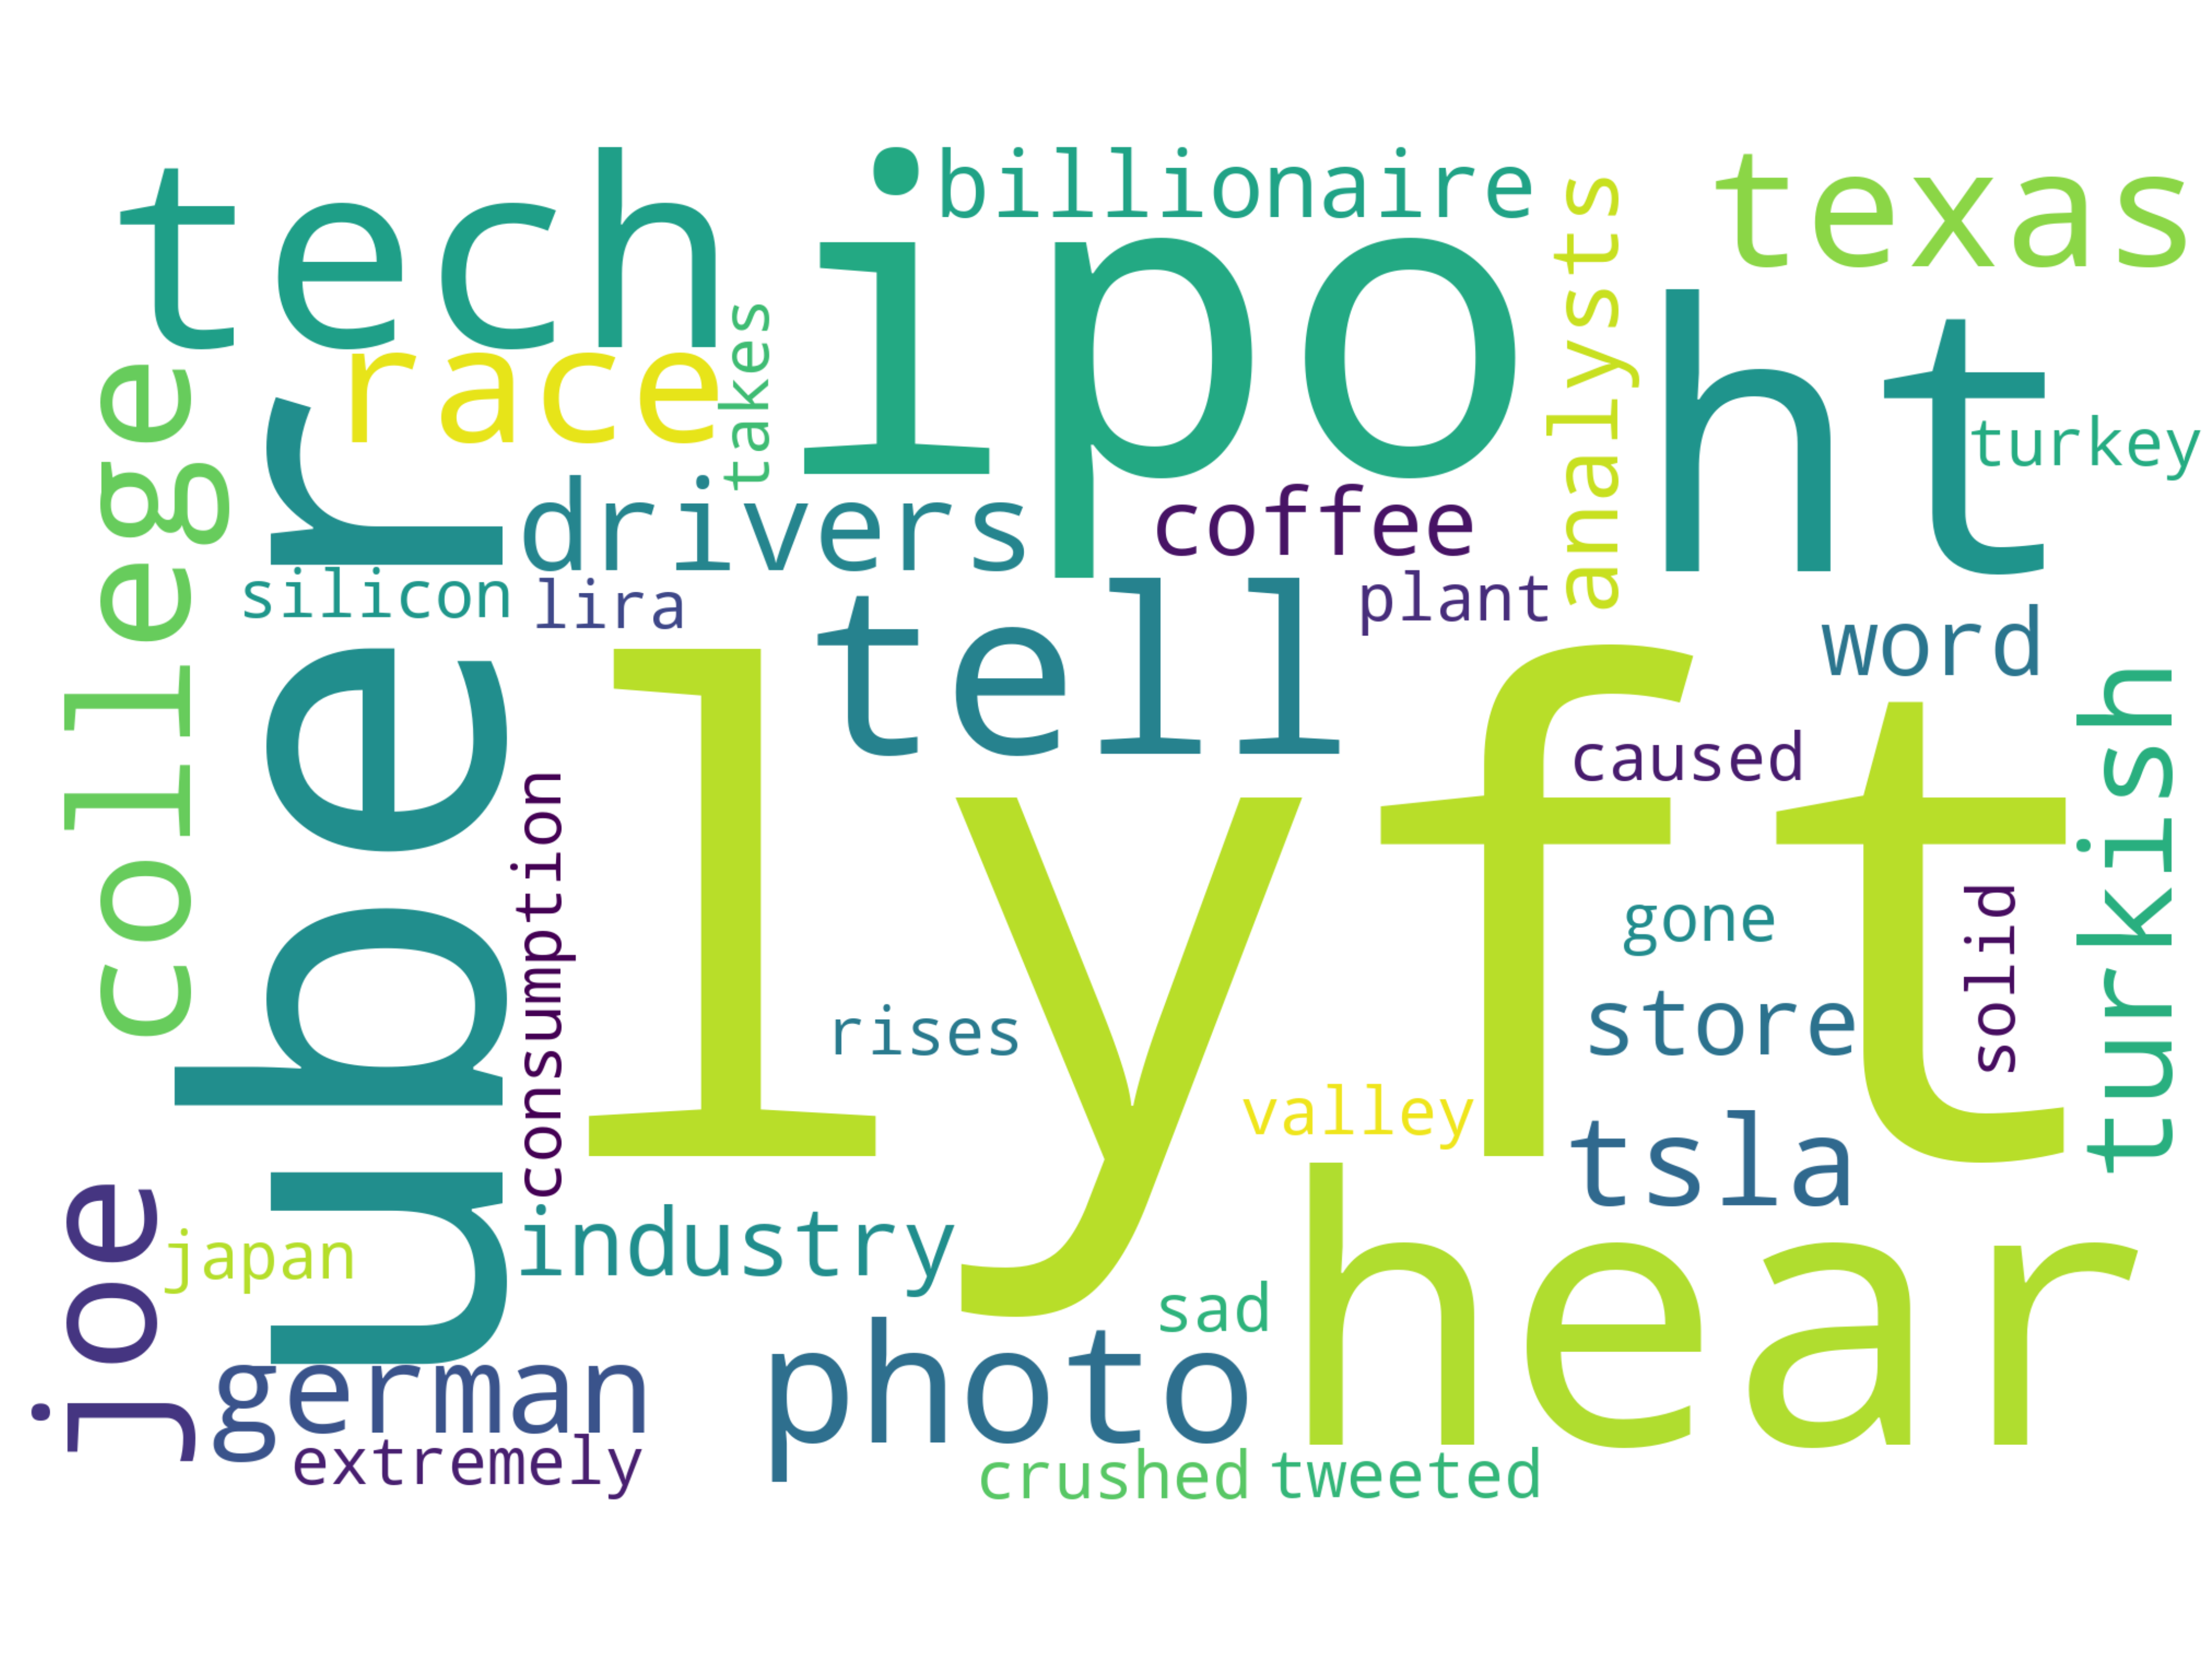 tech
ipo
billionaire
texas
analysts
ht
race
takes
turkey
college
uber
drivers
coffee
silicon
lira
plant
tell
word
lyft
caused
turkish
consumption
gone
solid
rises
store
valley
tsla
joe
japan
industry
sad
hear
german
photo
extremely
crushed
tweeted